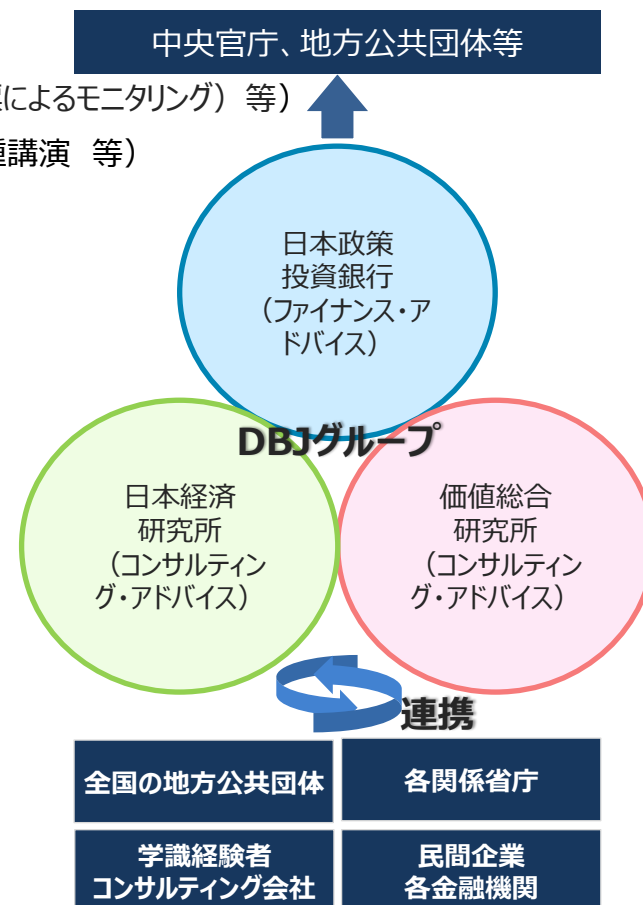 中央官庁、地方公共団体等
によるモニタリング） 等）
講演 等）
日本政策
投資銀行
（ファイナンス・ア
ドバイス）
DBJグループ
日本経済
研究所
（コンサルティン
グ・アドバイス）
価値総合
研究所
（コンサルティン
グ・アドバイス）
連携
全国の地方公共団体
各関係省庁
学識経験者
コンサルティング会社
民間企業
各金融機関